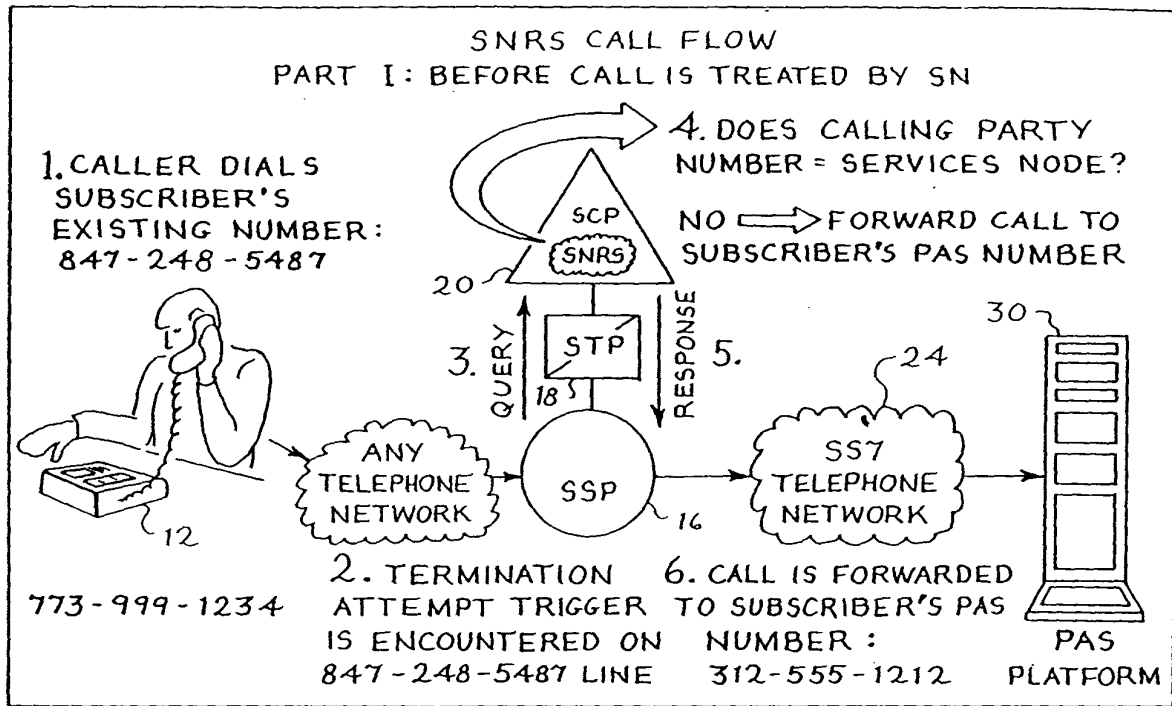 SNRS CALL FLOW
PART I: BEFORE CALL IS TREATED BY SN
1. CALLER DIALS
SUBSCRIBER'S
EXISTING NUMBER:
847-248-5487
4. DOES CALLING PARTY
NUMBER = SERVICES NODE?
NO FORWARD CALL TO
SUBSCRIBER'S PAS NUMBER
SCP
SNRS
20
3.
QUERY
STP
18
RESPONSE
5.
30
24
12
ANY
TELEPHONE
NETWORK
SSP
16
SS7
TELEPHONE
NETWORK
773-999-1234
2. TERMINATION
ATTEMPT TRIGGER
IS ENCOUNTERED ON
847-248-5487 LINE
6. CALL IS FORWARDED
TO SUBSCRIBER'S PAS
NUMBER:
312-555-1212
PAS
PLATFORM